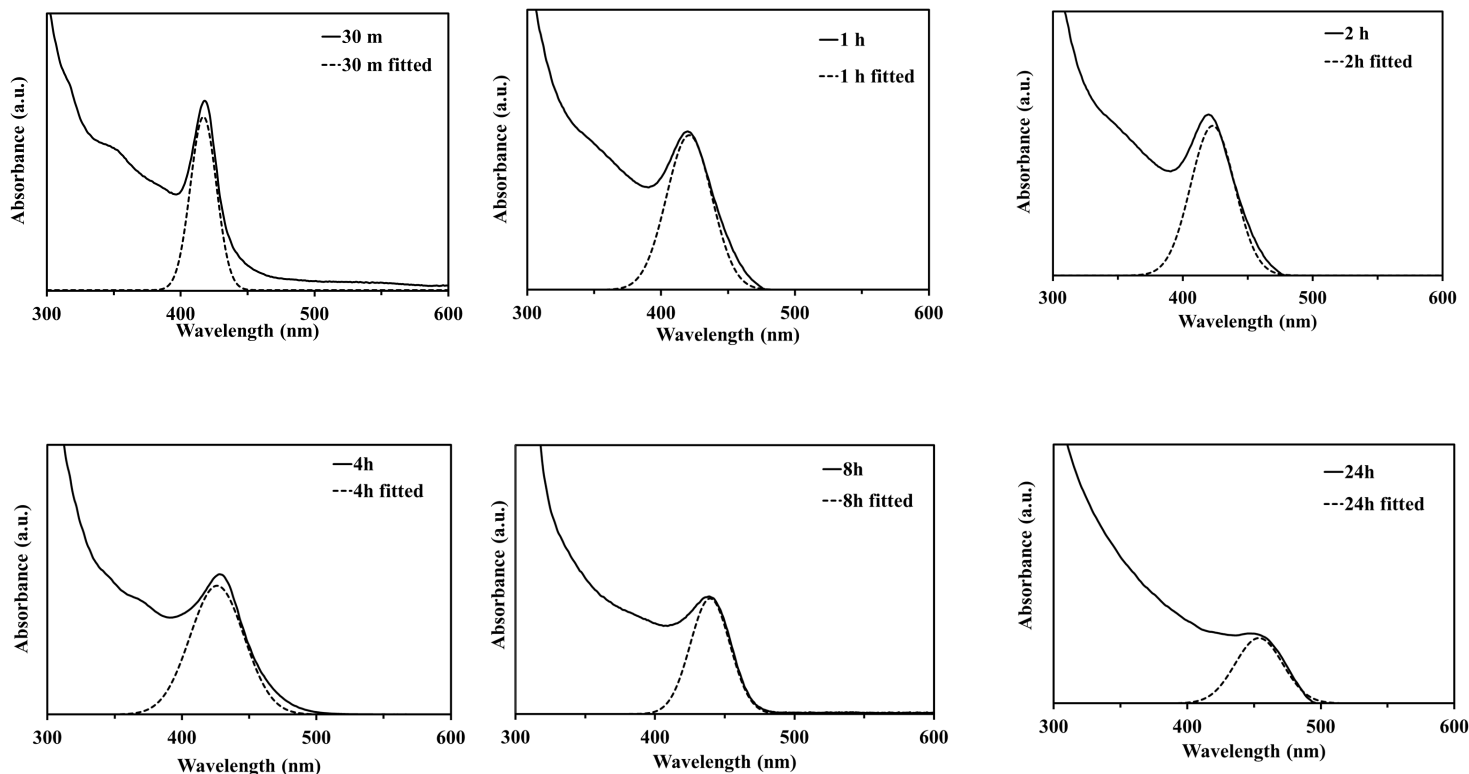 Absorbance (a.u.)
30 m
30 m fitted
300
400
500
600
Wavelength (nm)
Absorbance (a.u.)
1 h
1 h fitted
300
400
500
600
Wavelength (nm)
Absorbance (a.u.)
2 h
2h fitted
300
400
500
600
Wavelength (nm)
Absorbance (a.u.)
4h
4h fitted
300
400
500
600
Wavelength (nm)
Absorbance (a.u.)
8h
8h fitted
300
400
500
600
Wavelength (nm)
Absorbance (a.u.)
24h
24h fitted
300
400
500
600
Wavelength (nm)